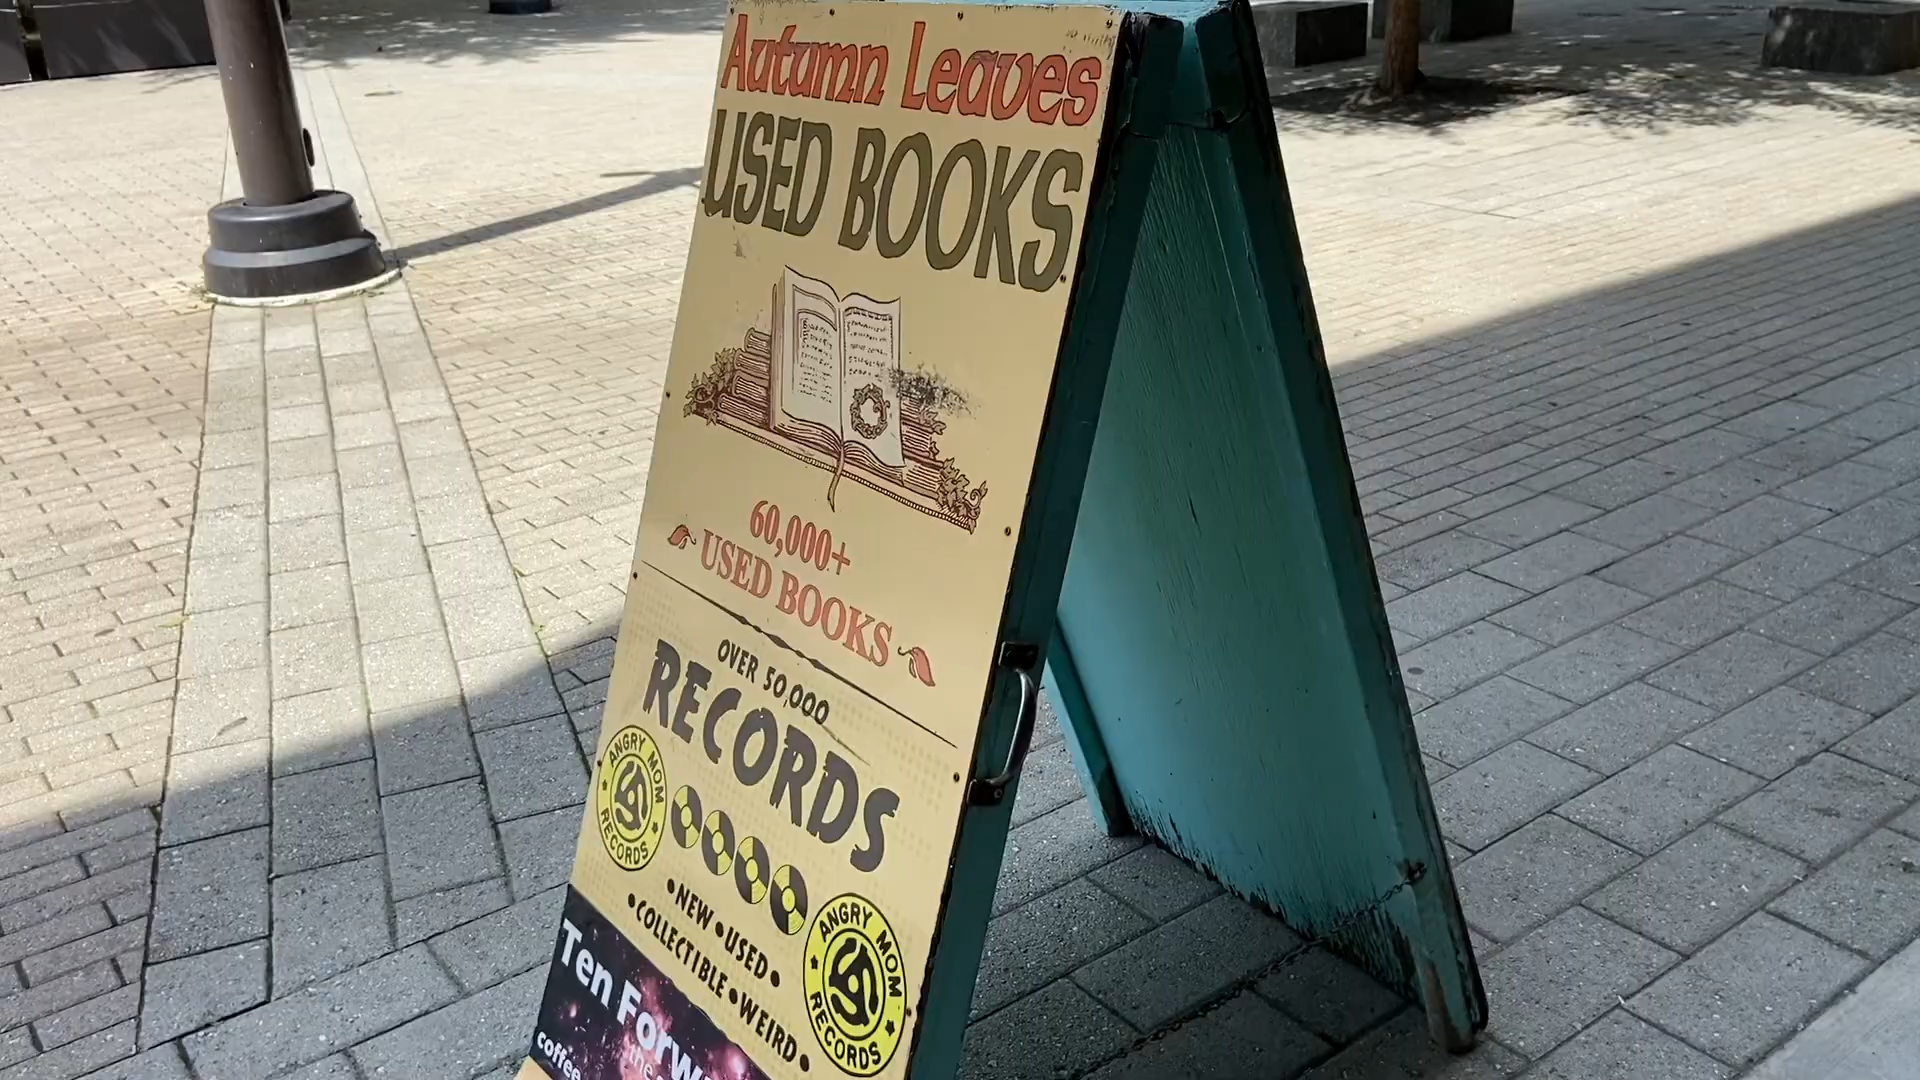 Autumn Leaves
USED BOOKS
60,000+
USED BOOKS
OVER 50,000
RECORDS
ANGRY MOM
RECORDS
•NEW •USED•
•COLLECTIBLE •WEIRD•
ANGRY MOM
RECORDS
Ten
coffee